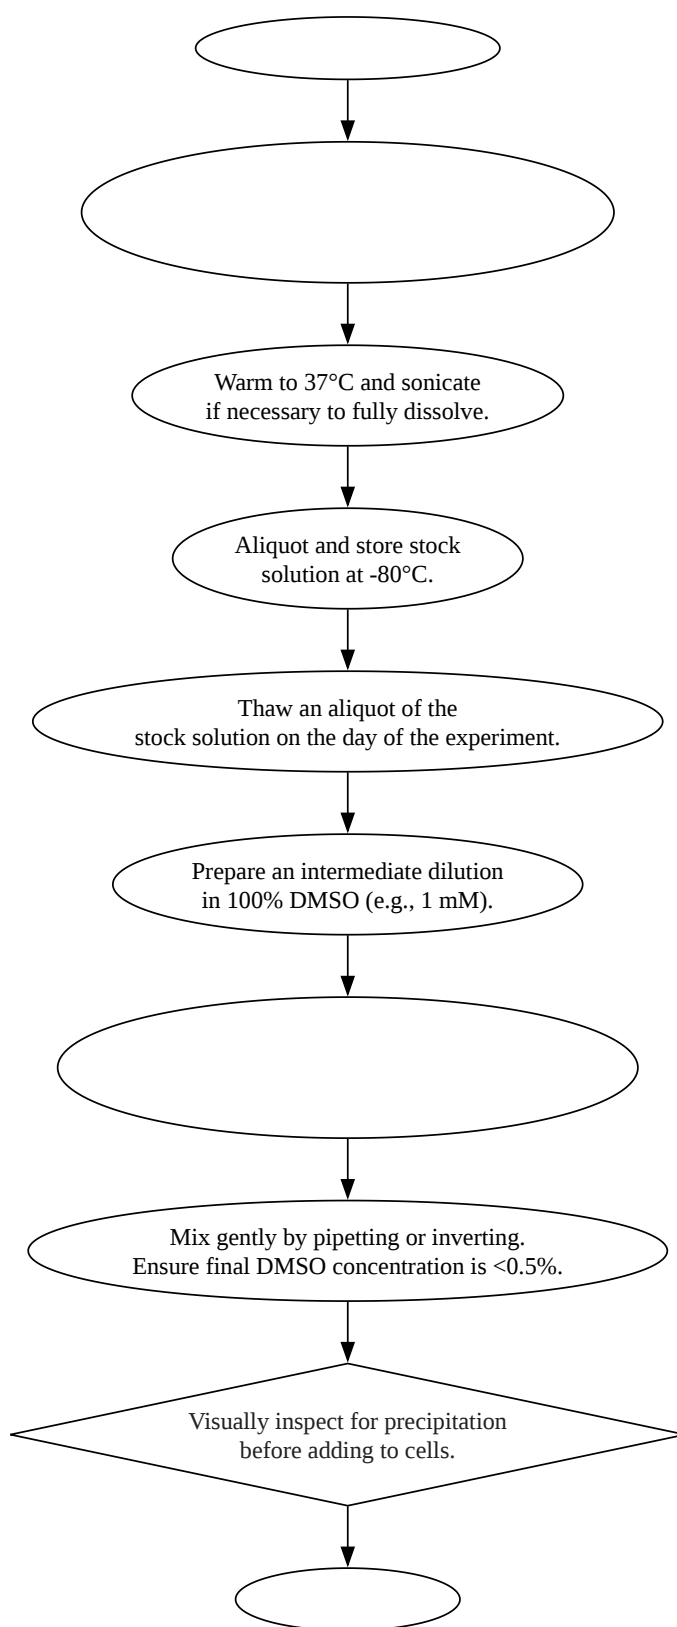 Warm to 37°C and sonicate
if necessary to fully dissolve.
Aliquot and store stock
solution at -80°C.
Thaw an aliquot of the
stock solution on the day of the experiment.
Prepare an intermediate dilution
in 100% DMSO (e.g., 1 mM).
Mix gently by pipetting or inverting.
Ensure final DMSO concentration is <0.5%.
Visually inspect for precipitation
before adding to cells.